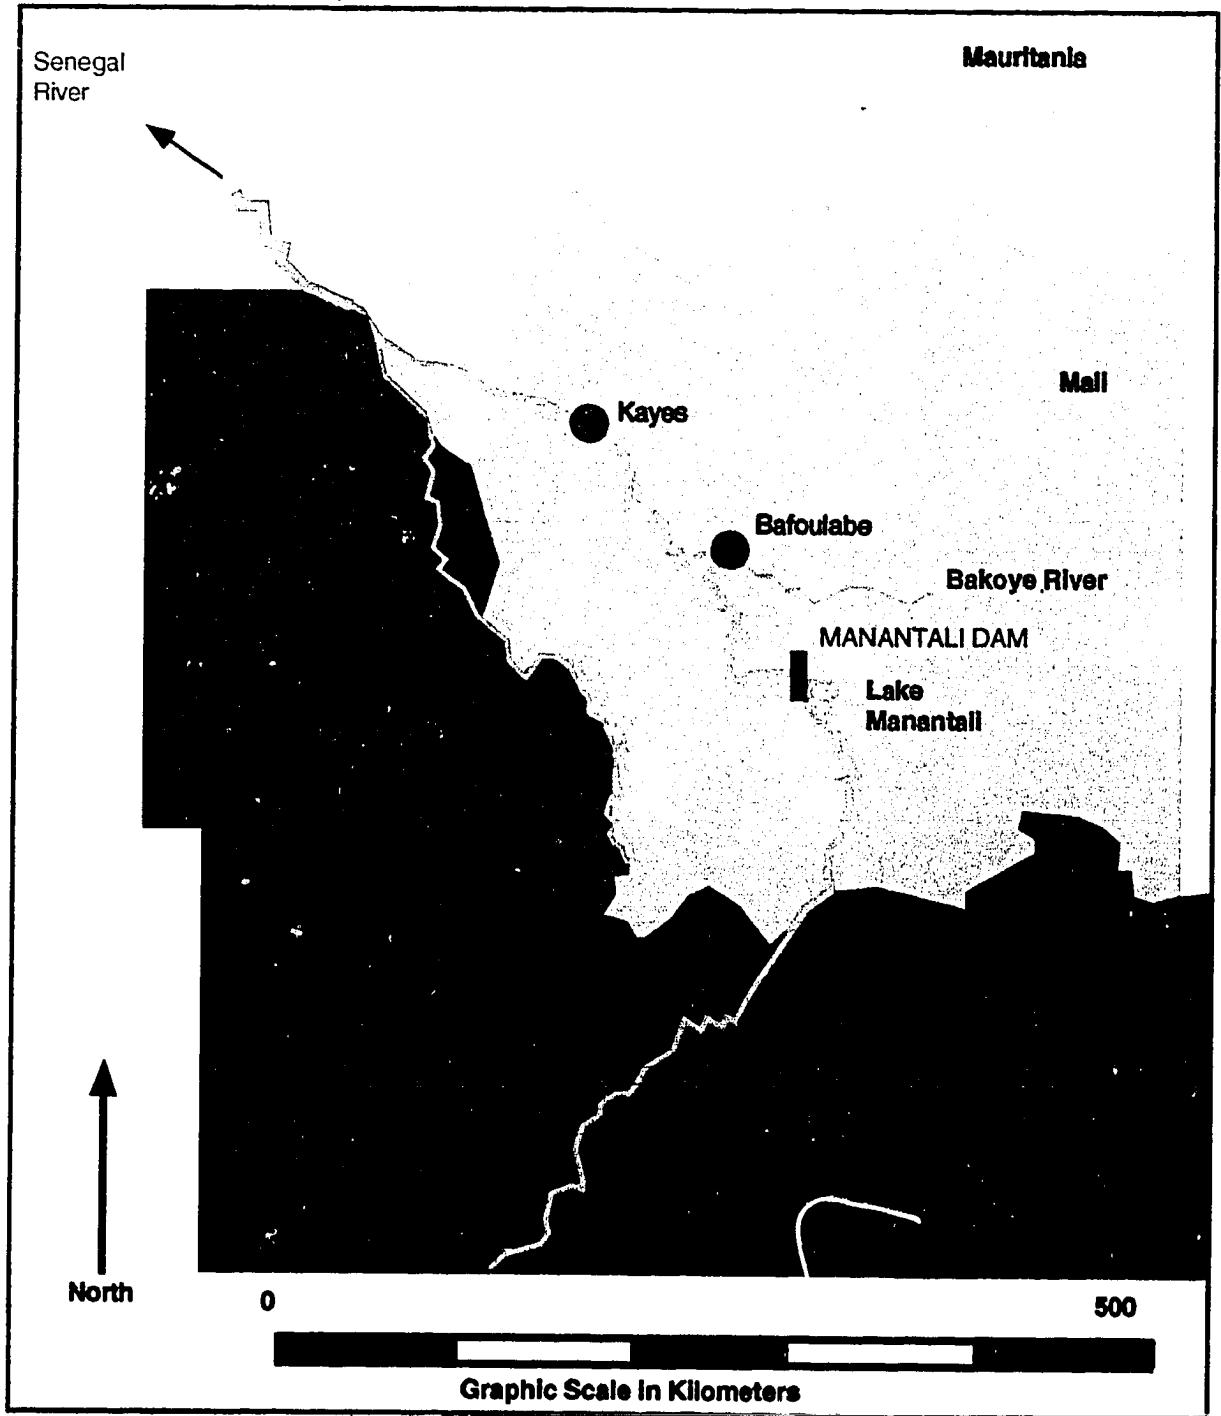 Senegal
River
Mauritania
Mali
Kayes
Bafoulabe
Bakoye River
MANANTALI DAM
Lake
Manantali
North
0
500
Graphic Scale in Kilometers